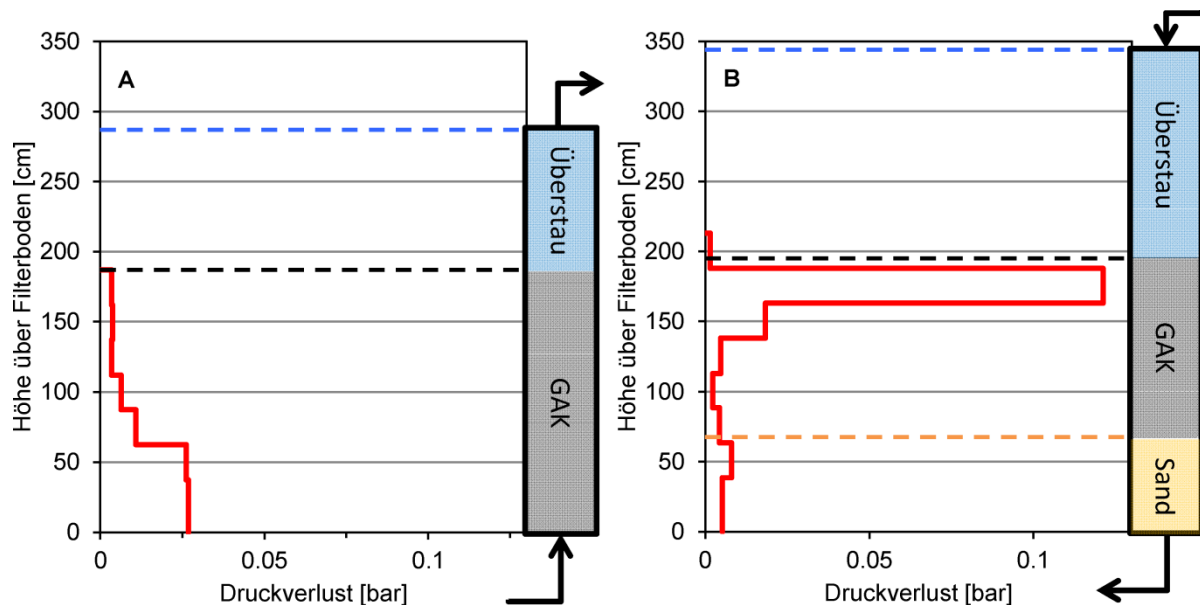 A
350
300
250
200
150
100
50
0
Höhe über Filterboden [cm]
0
0.05
0.1
Druckverlust [bar]
Überstau
GAK
B
350
300
250
200
150
100
50
0
Höhe über Filterboden [cm]
0
0.05
0.1
Druckverlust [bar]
Überstau
GAK
Sand